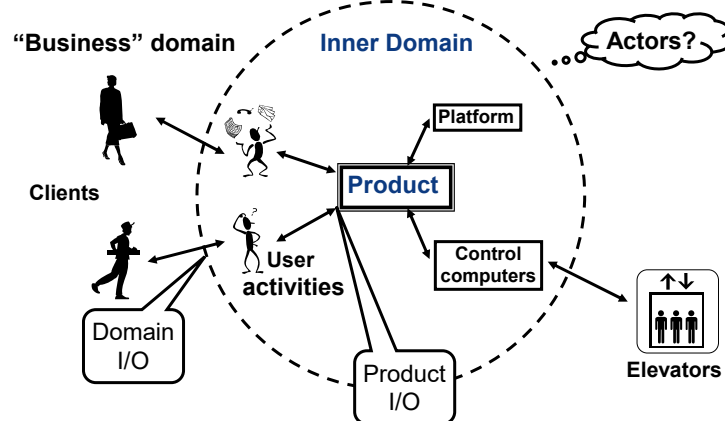 “Business” domain
Inner Domain
Actors?
Platform
Product
Clients
User
activities
Control
computers
Domain
I/O
Product
I/O
Elevators